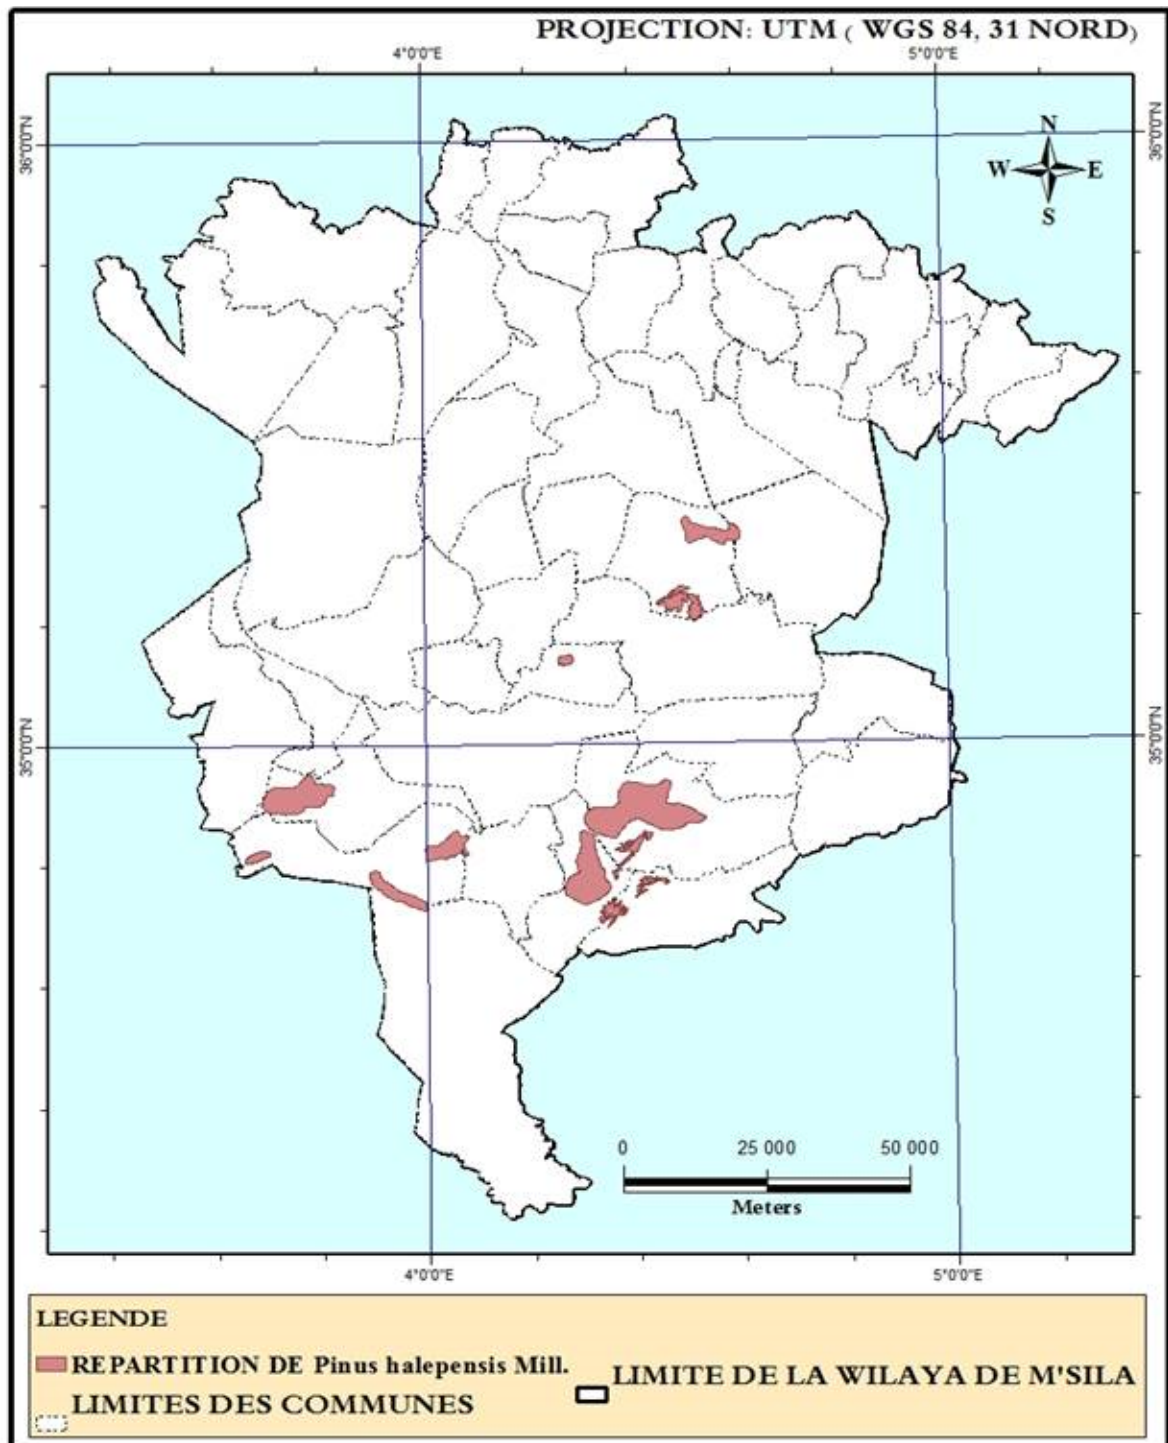 PROJECTION: UTM ( WGS 84, 31 NORD)
4°0'0"E 5°0'0"E
36°0'0"N 36°0'0"N
N
W E
S
35°0'0"N 35°0'0"N
0 25 000 50 000
Meters
4°0'0"E 5°0'0"E
LEGENDE
REPARTITION DE Pinus halepensis Mill.
LIMITE DE LA WILAYA DE M'SILA
LIMITES DES COMMUNES